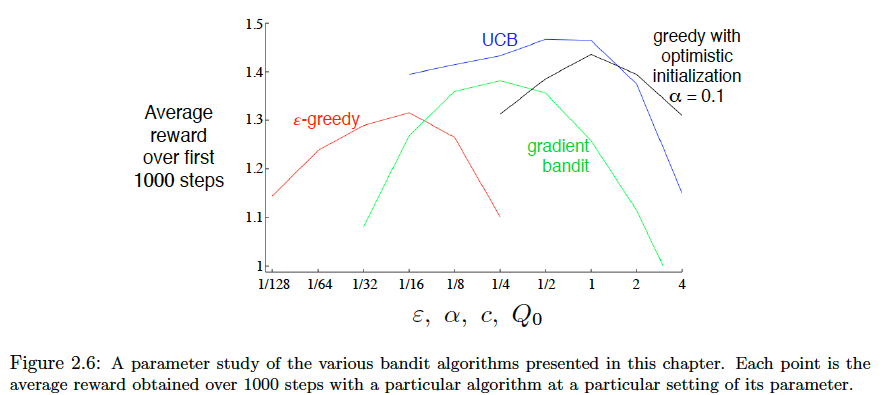 1.5
UCB
greedy with
optimistic
initialization
α = 0.1
1.4
Average
reward
over first
1000 steps
ε-greedy
1.3
gradient
bandit
1.2
1.1
1
1/128 1/64 1/32 1/16 1/8 1/4 1/2 1 2 4
ε, α, c, Q₀
Figure 2.6: A parameter study of the various bandit algorithms presented in this chapter. Each point is the
average reward obtained over 1000 steps with a particular algorithm at a particular setting of its parameter.